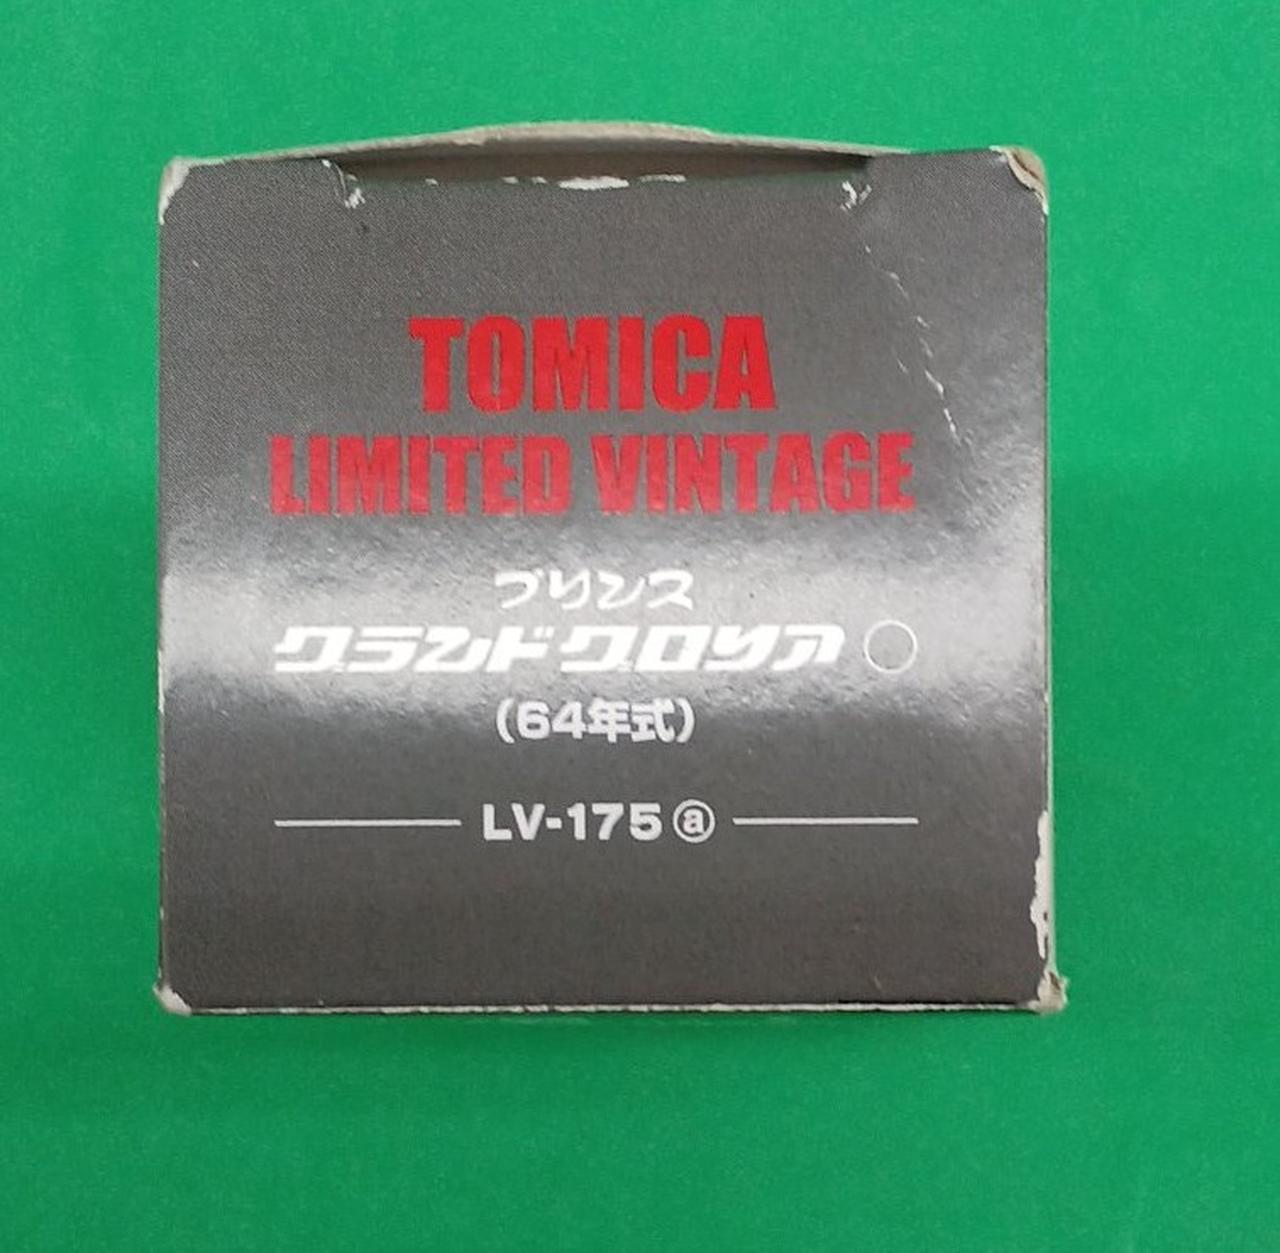 TOMICA
LIMITED VINTAGE
プリンス
グランドグロリア
(64年式)
LV-175ⓐ